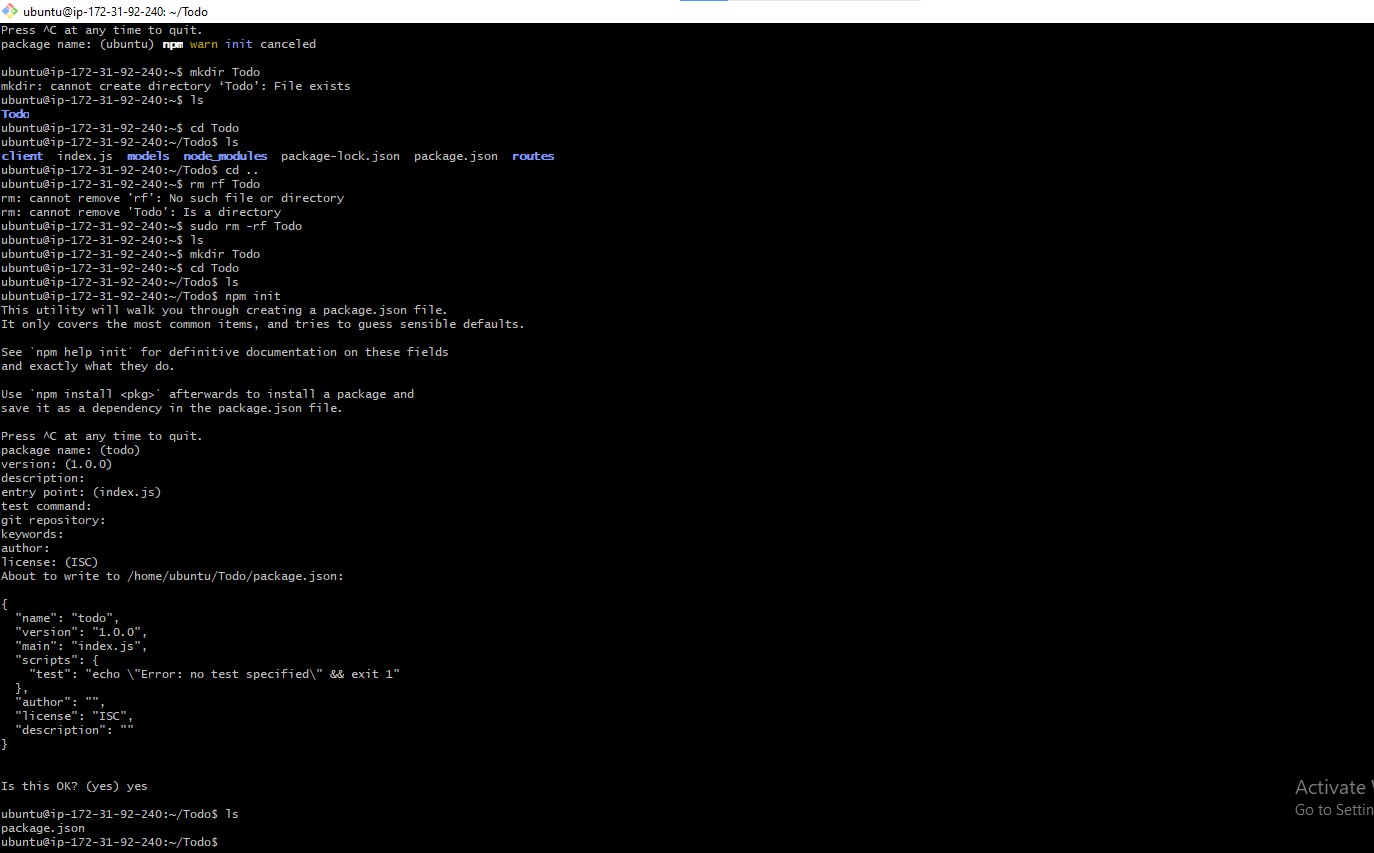 ubuntu@ip-172-31-92-240: ~/Todo
Press ^C at any time to quit.
package name: (ubuntu) npm warn init canceled
ubuntu@ip-172-31-92-240:~$ mkdir Todo
mkdir: cannot create directory ‘Todo’: File exists
ubuntu@ip-172-31-92-240:~$ ls
Todo
ubuntu@ip-172-31-92-240:~$ cd Todo
ubuntu@ip-172-31-92-240:~/Todo$ ls
client  index.js  models  node_modules  package-lock.json  package.json  routes
ubuntu@ip-172-31-92-240:~/Todo$ cd ..
ubuntu@ip-172-31-92-240:~$ rm rf Todo
rm: cannot remove 'rf': No such file or directory
rm: cannot remove 'Todo': Is a directory
ubuntu@ip-172-31-92-240:~$ sudo rm -rf Todo
ubuntu@ip-172-31-92-240:~$ ls
ubuntu@ip-172-31-92-240:~$ mkdir Todo
ubuntu@ip-172-31-92-240:~$ cd Todo
ubuntu@ip-172-31-92-240:~/Todo$ ls
ubuntu@ip-172-31-92-240:~/Todo$ npm init
This utility will walk you through creating a package.json file.
It only covers the most common items, and tries to guess sensible defaults.
See `npm help init` for definitive documentation on these fields
and exactly what they do.
Use `npm install <pkg>` afterwards to install a package and
save it as a dependency in the package.json file.
Press ^C at any time to quit.
package name: (todo)
version: (1.0.0)
description:
entry point: (index.js)
test command:
git repository:
keywords:
author:
license: (ISC)
About to write to /home/ubuntu/Todo/package.json:
{
  "name": "todo",
  "version": "1.0.0",
  "main": "index.js",
  "scripts": {
    "test": "echo \"Error: no test specified\" && exit 1"
  },
  "author": "",
  "license": "ISC",
  "description": ""
}
Is this OK? (yes) yes
ubuntu@ip-172-31-92-240:~/Todo$ ls
package.json
ubuntu@ip-172-31-92-240:~/Todo$
Activate
Go to